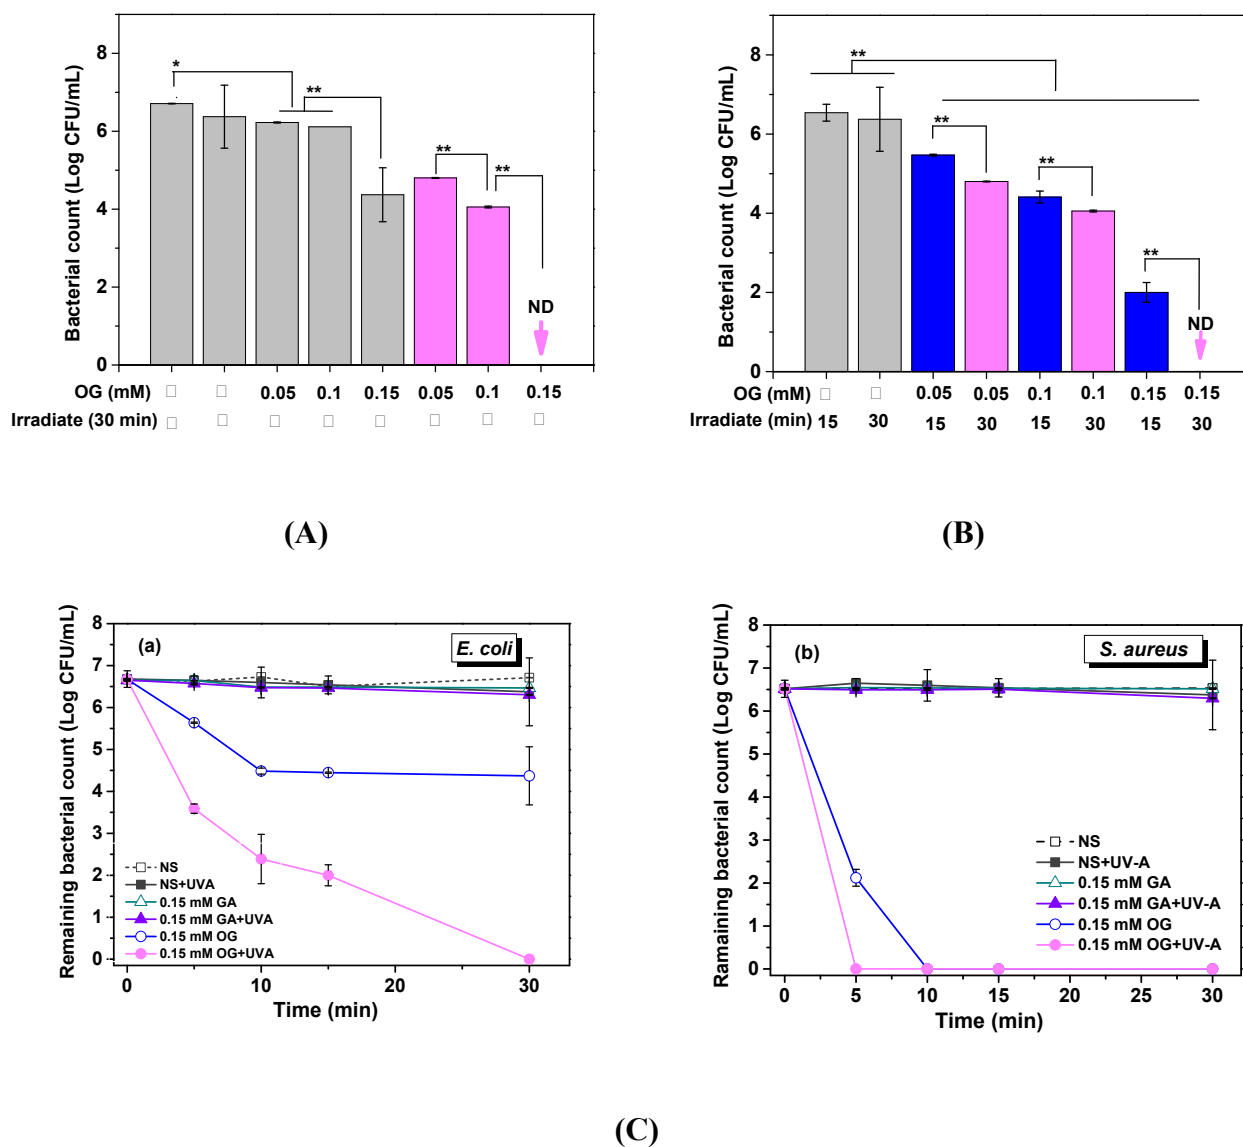 Bacterial count (Log CFU/mL)
8
6
4
2
0
*
**
**
**
ND
OG (mM) □ □ 0.05 0.1 0.15 0.05 0.1 0.15
Irradiate (30 min) □ □ □ □ □ □ □ □
(A)
Bacterial count (Log CFU/mL)
8
6
4
2
0
**
**
**
**
ND
OG (mM) □ □ 0.05 0.05 0.1 0.1 0.15 0.15
Irradiate (min) 15 30 15 30 15 30 15 30
(B)
Remaining bacterial count (Log CFU/mL)
8
7
6
5
4
3
2
1
0
(a)
E. coli
NS
NS+UVA
0.15 mM GA
0.15 mM GA+UVA
0.15 mM OG
0.15 mM OG+UVA
0 10 20 30
Time (min)
Ramaining bacterial count (Log CFU/mL)
8
7
6
5
4
3
2
1
0
(b)
S. aureus
NS
NS+UV-A
0.15 mM GA
0.15 mM GA+UV-A
0.15 mM OG
0.15 mM OG+UV-A
0 5 10 15 20 25 30
Time (min)
(C)